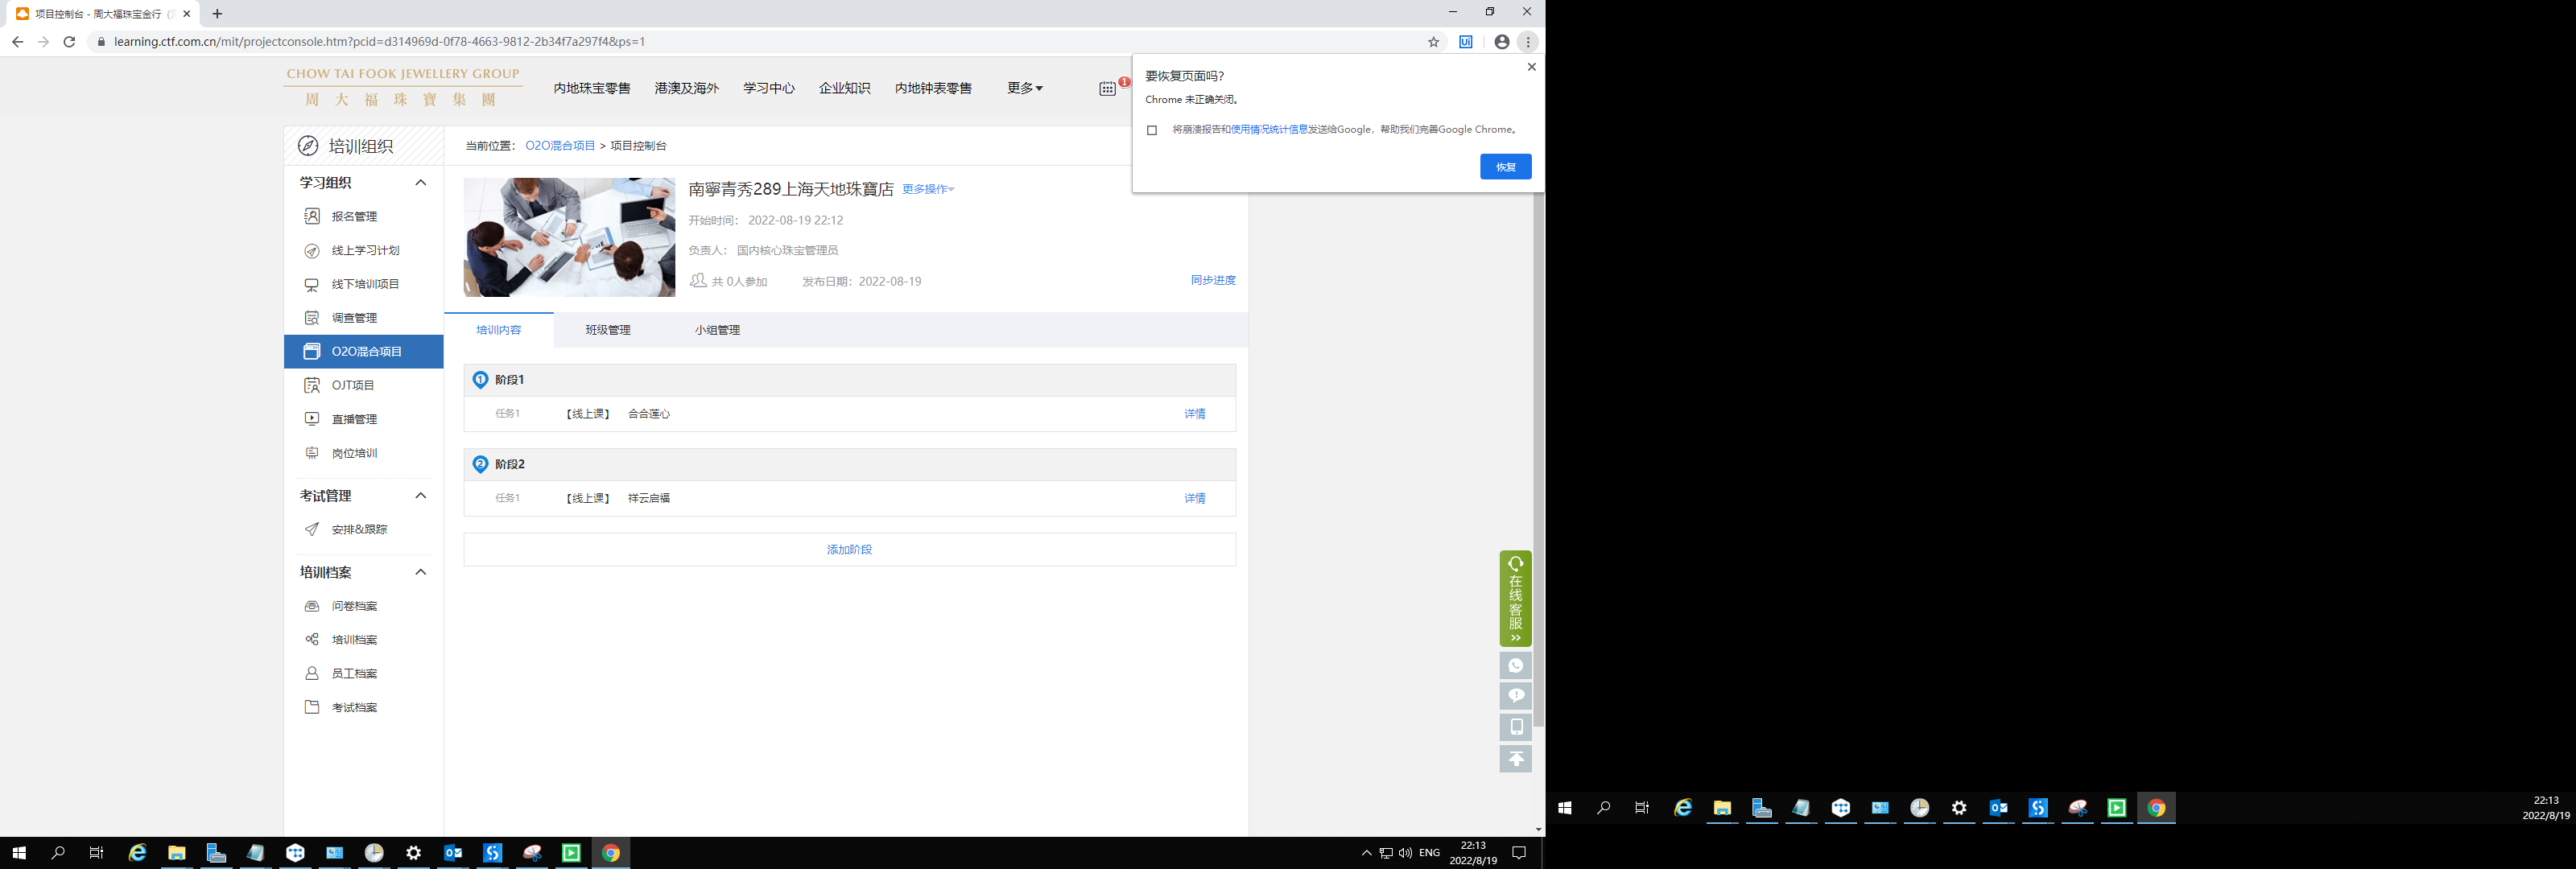 项目控制台 - 周大福珠宝金行
learning.ctf.com.cn/mit/projectconsole.htm?pcid=d314969d-0f78-4663-9812-2b34f7a297f4&ps=1
CHOW TAI FOOK JEWELLERY GROUP
周大福珠寶集團
内地珠宝零售 港澳及海外 学习中心 企业知识 内地钟表零售 更多
1
要恢复页面吗?
Chrome 未正确关闭。
将崩溃报告和使用情况统计信息发送给Google，帮助我们完善Google Chrome。
恢复
培训组织
学习组织
报名管理
线上学习计划
线下培训项目
调查管理
O2O混合项目
OJT项目
直播管理
岗位培训
考试管理
安排&跟踪
培训档案
问卷档案
培训档案
员工档案
考试档案
当前位置： O2O混合项目 > 项目控制台
南寧青秀289上海天地珠寶店 更多操作
开始时间： 2022-08-19 22:12
负责人： 国内核心珠宝管理员
共 0人参加 发布日期：2022-08-19
同步进度
培训内容 班级管理 小组管理
1 阶段1
任务1 【线上课】 合合莲心 详情
2 阶段2
任务1 【线上课】 祥云启福 详情
添加阶段
在线客服
ENG
22:13
2022/8/19
22:13
2022/8/19